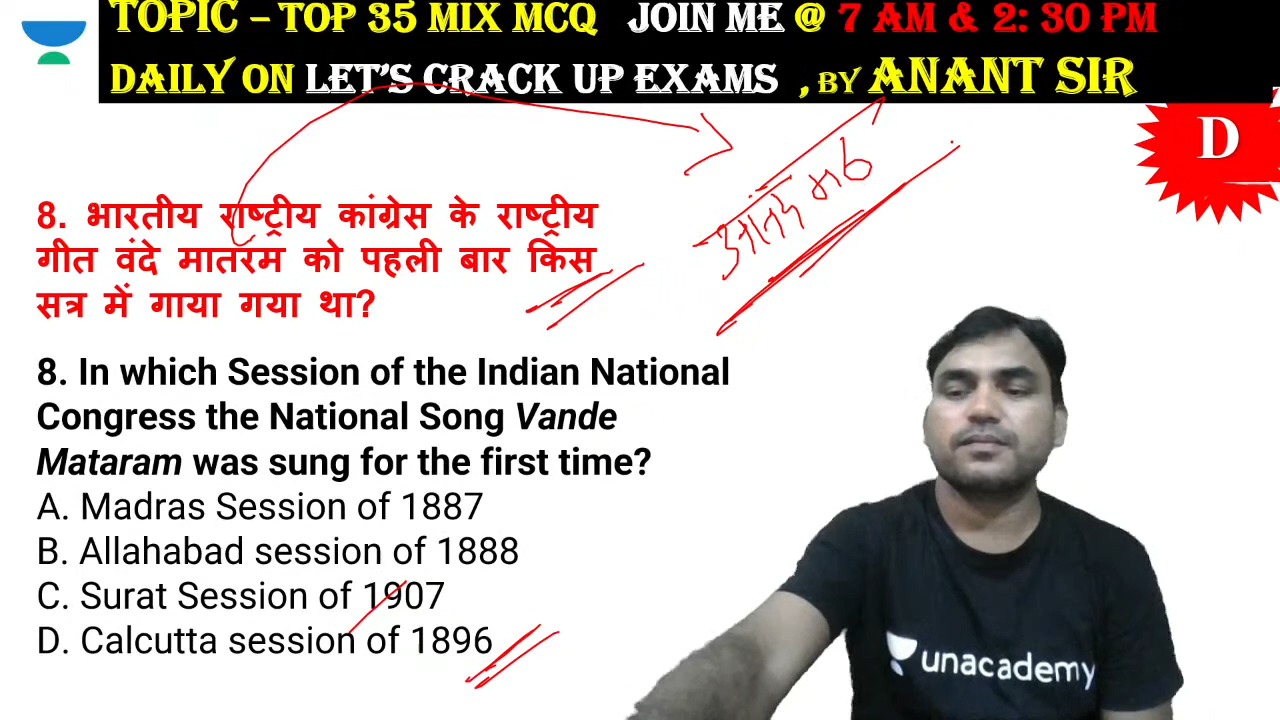 TOPIC – TOP 35 MIX MCQ JOIN ME @ 7 AM & 2: 30 PM
DAILY ON LET'S CRACK UP EXAMS , BY ANANT SIR
D
आनंद मठ
8. भारतीय राष्ट्रीय कांग्रेस के राष्ट्रीय
गीत वंदे मातरम को पहली बार किस
सत्र में गाया गया था?
8. In which Session of the Indian National
Congress the National Song Vande
Mataram was sung for the first time?
A. Madras Session of 1887
B. Allahabad session of 1888
C. Surat Session of 1907
D. Calcutta session of 1896
unacademy